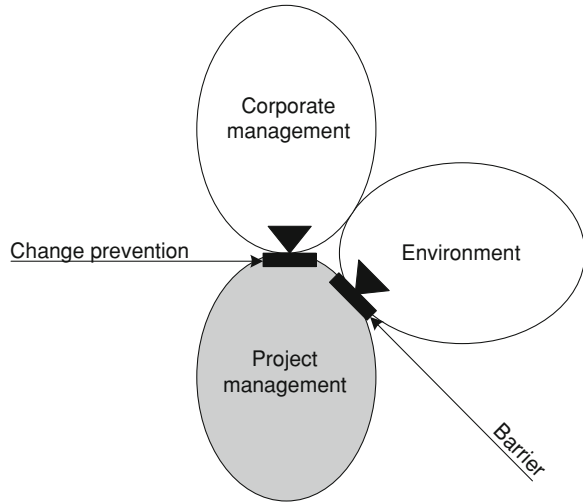 Corporate
management
Change prevention
Environment
Project
management
Barrier